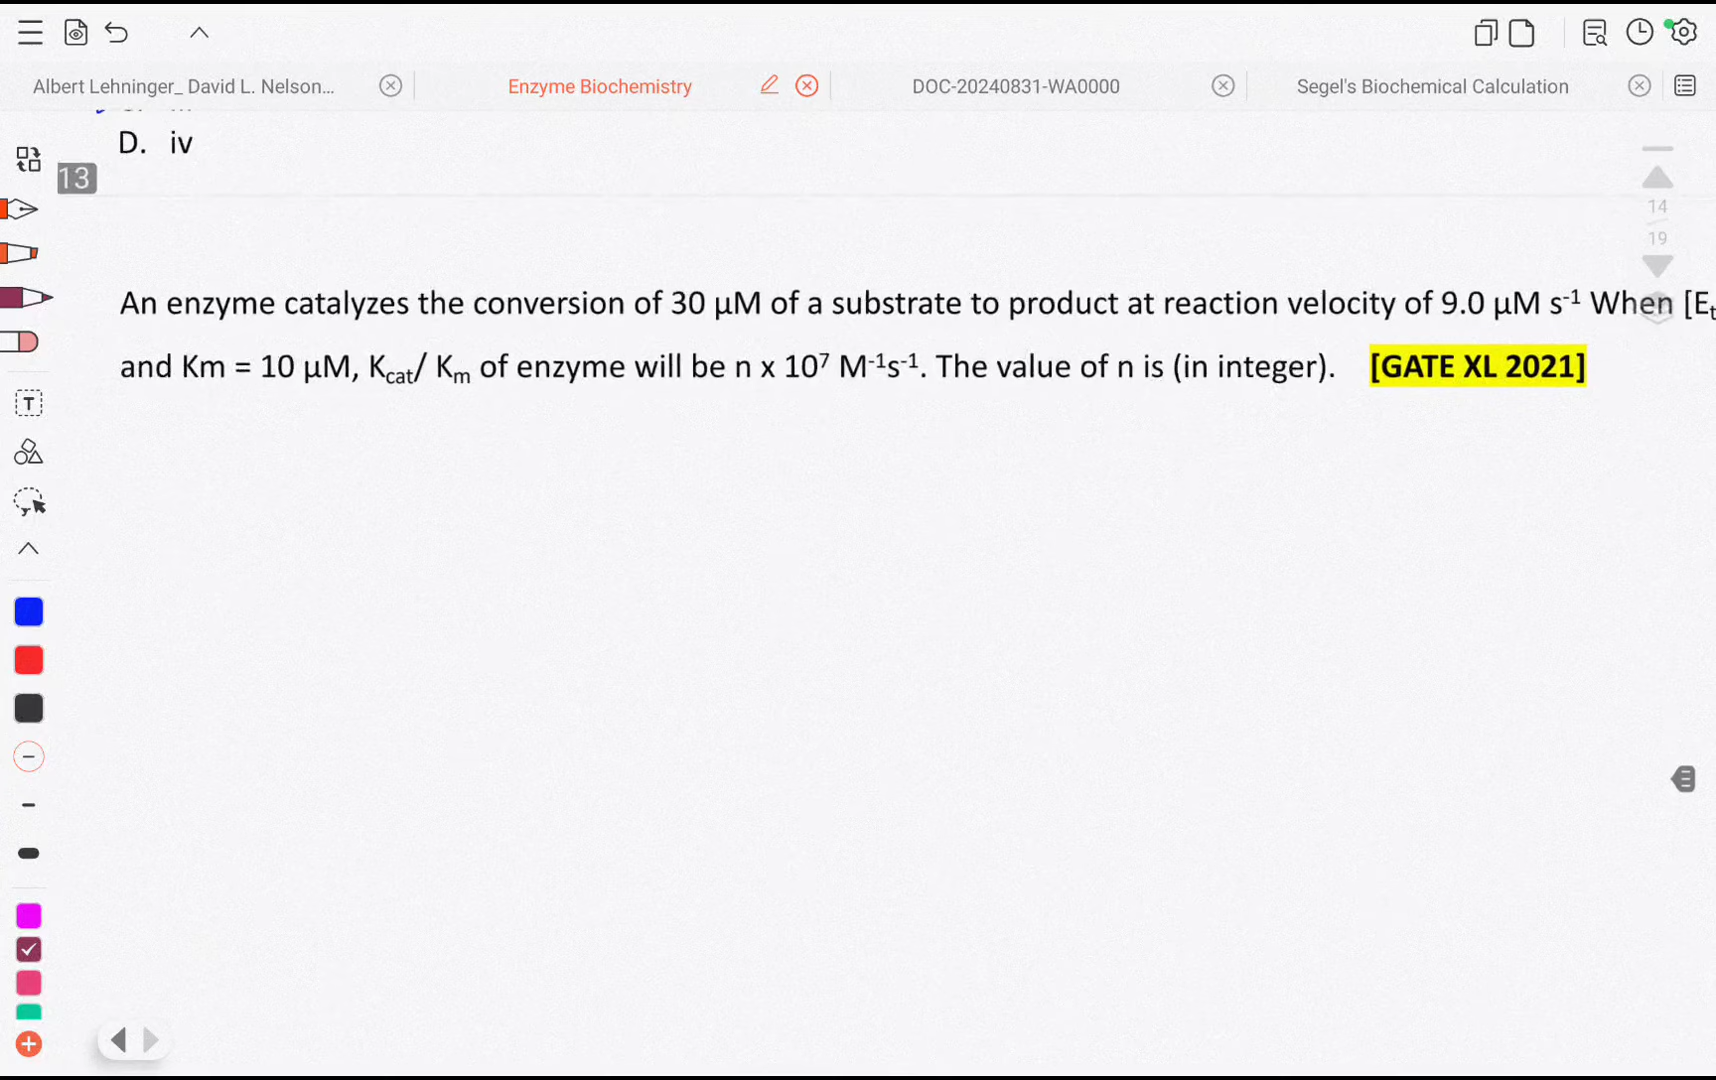 Albert Lehninger_ David L. Nelson...
Enzyme Biochemistry
DOC-20240831-WA0000
Segel's Biochemical Calculation
D. iv
13
14
19
An enzyme catalyzes the conversion of 30 μM of a substrate to product at reaction velocity of 9.0 μM s⁻¹ When [Eₜ
and Km = 10 μM, K_cat/ K_m of enzyme will be n x 10⁷ M⁻¹s⁻¹. The value of n is (in integer). [GATE XL 2021]
T